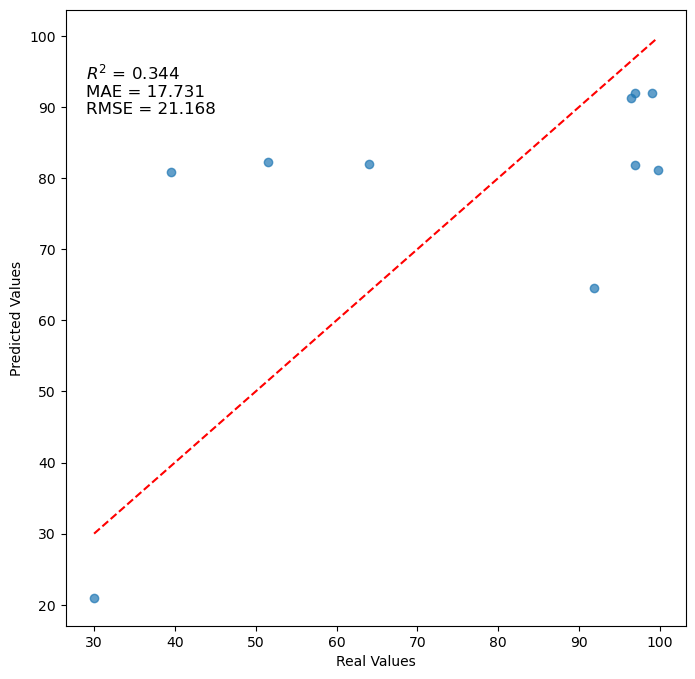 100
90
80
70
60
50
40
30
20
R² = 0.344
MAE = 17.731
RMSE = 21.168
Predicted Values
30 40 50 60 70 80 90 100
Real Values